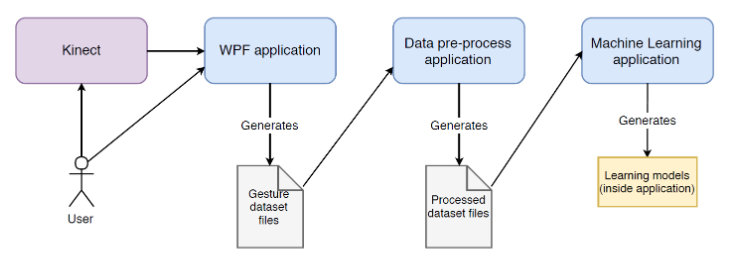 Kinect
WPF application
Data pre-process
application
Machine Learning
application
Generates
Generates
Generates
User
Gesture
dataset
files
Processed
dataset files
Learning models
(inside application)